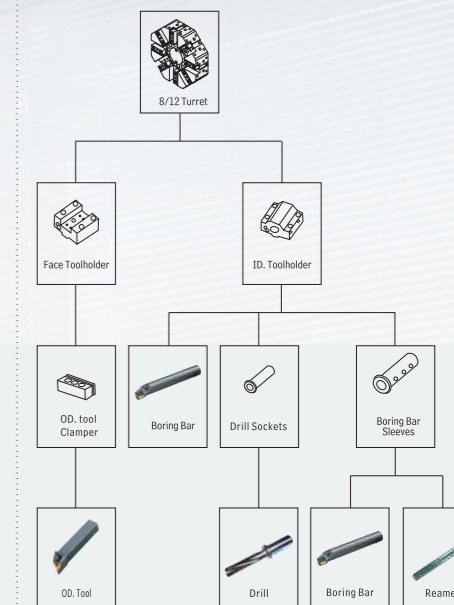 8/12 Turret
Face Toolholder
ID. Toolholder
OD. tool
Clamper
Boring Bar
Drill Sockets
Boring Bar
Sleeves
OD. Tool
Drill
Boring Bar